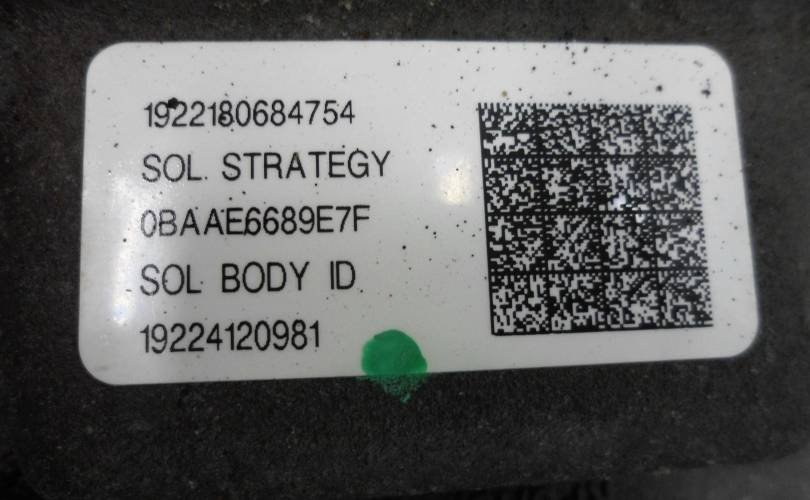 1922180684754
SOL. STRATEGY
0BAAE6689E7F
SOL BODY ID
19224120981